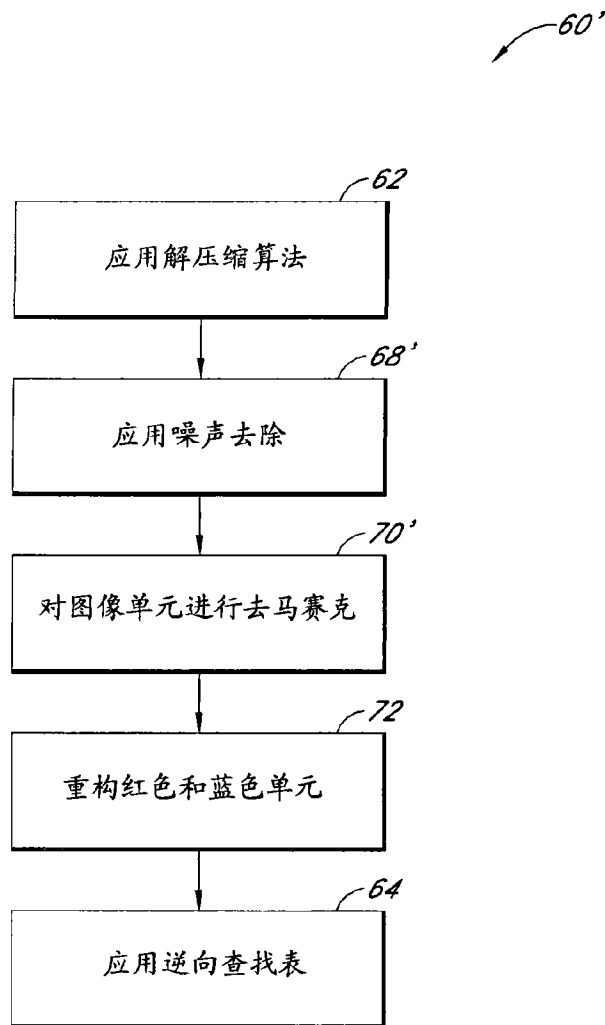 60'
62
应用解压缩算法
68'
应用噪声去除
70'
对图像单元进行去马赛克
72
重构红色和蓝色单元
64
应用逆向查找表